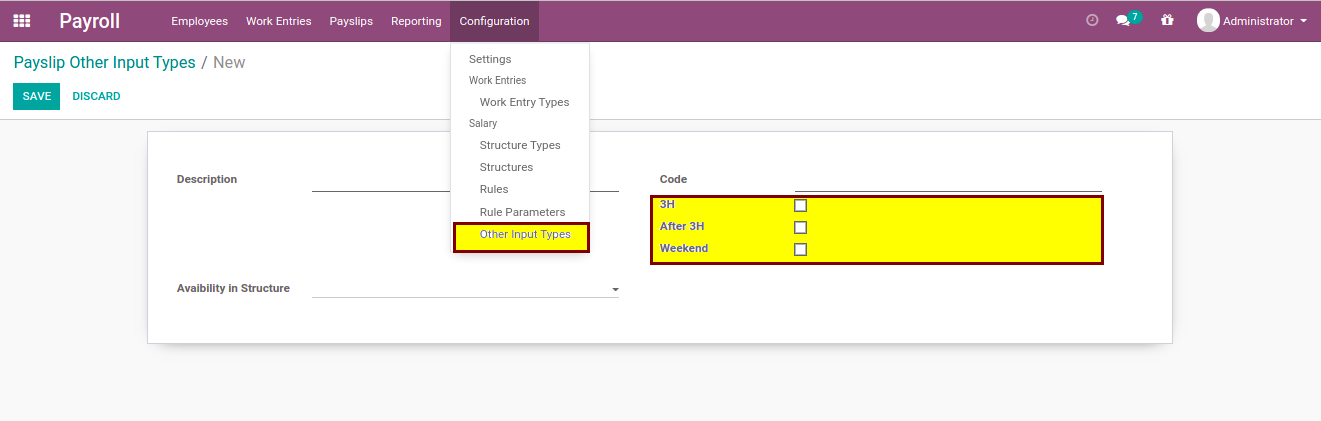 Payroll Employees Work Entries Payslips Reporting Configuration 7 Administrator
Payslip Other Input Types / New
SAVE DISCARD
Settings
Work Entries
Work Entry Types
Salary
Structure Types
Structures
Rules
Rule Parameters
Other Input Types
Description
Code
3H
After 3H
Weekend
Avaibility in Structure